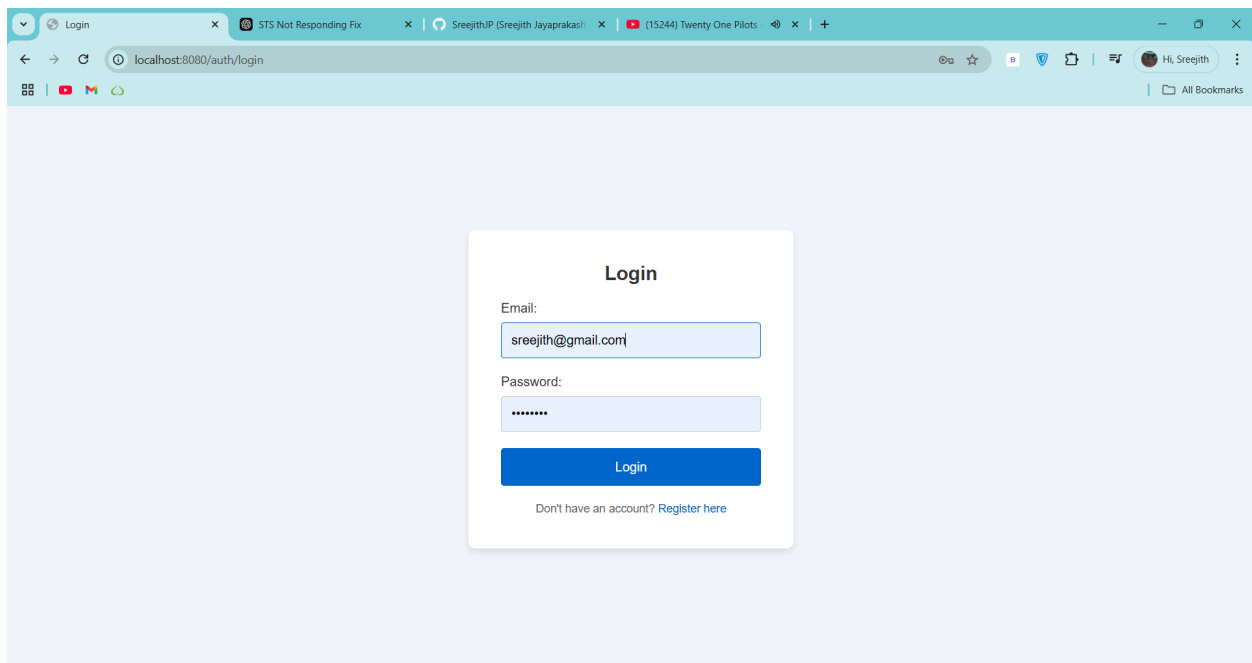 Login
STS Not Responding Fix
SreejithJP (Sreejith Jayaprakash
(15244) Twenty One Pilots -
localhost:8080/auth/login
B
Hi, Sreejith
All Bookmarks
Login
Email:
sreejith@gmail.com
Password:
••••••••
Login
Don't have an account? Register here